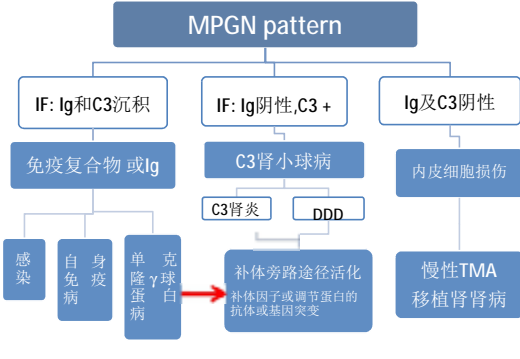 MPGN pattern
IF: Ig和C3沉积
IF: Ig阴性,C3 +
Ig及C3阴性
免疫复合物 或Ig
C3肾小球病
内皮细胞损伤
C3肾炎
DDD
感染
自身免疫病
单克隆γ球蛋白病
补体旁路途径活化
补体因子或调节蛋白的
抗体或基因突变
慢性TMA
移植肾肾病